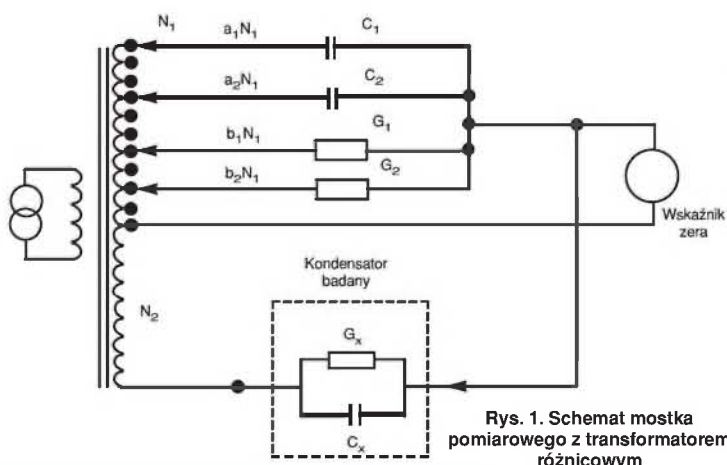 N₁
a₁N₁
C₁
a₂N₁
C₂
b₁N₁
G₁
b₂N₁
G₂
Wskaźnik
zera
Kondensator
badany
N₂
Gₓ
Cₓ
Rys. 1. Schemat mostka
pomiarowego z transformatorem
różnicowym